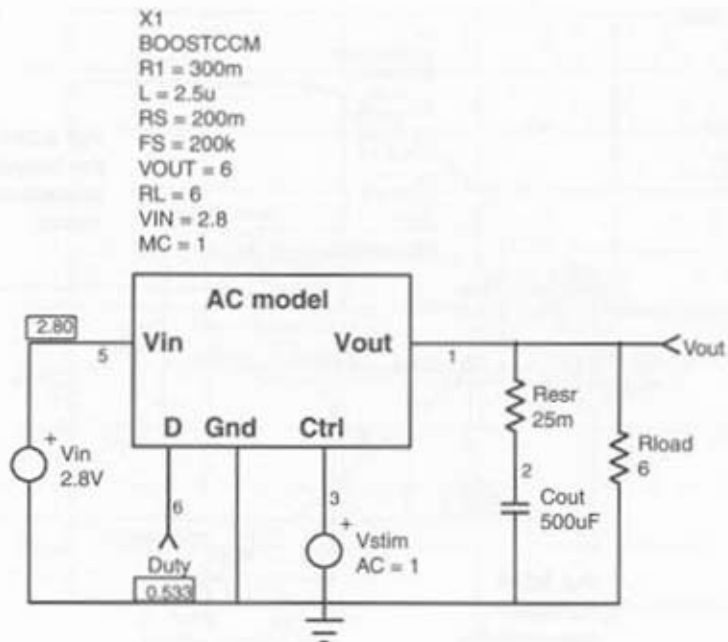 X1
BOOSTCCM
R1 = 300m
L = 2.5u
RS = 200m
FS = 200k
VOUT = 6
RL = 6
VIN = 2.8
MC = 1
AC model
2.80
Vin
Vout
5
1
Vout
Resr
25m
D Gnd Ctrl
+
Vin
2.8V
Rload
6
2
6
3
Cout
500uF
+
Vstim
AC = 1
Duty
0.533